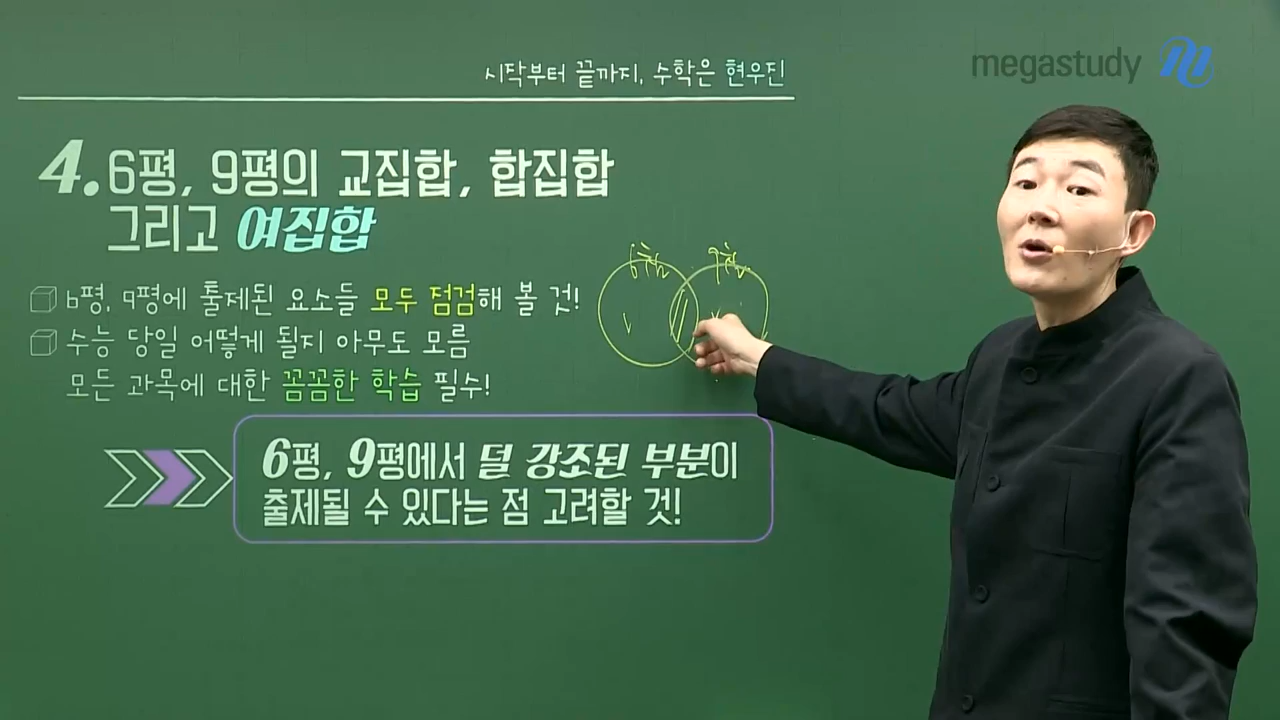 megastudy
시작부터 끝까지, 수학은 현우진
4. 6평, 9평의 교집합, 합집합
그리고 여집합
6평, 9평에 출제된 요소들 모두 점검해 볼 것!
수능 당일 어떻게 될지 아무도 모름
모든 과목에 대한 꼼꼼한 학습 필수!
6평 9평
6평, 9평에서 덜 강조된 부분이
출제될 수 있다는 점 고려할 것!